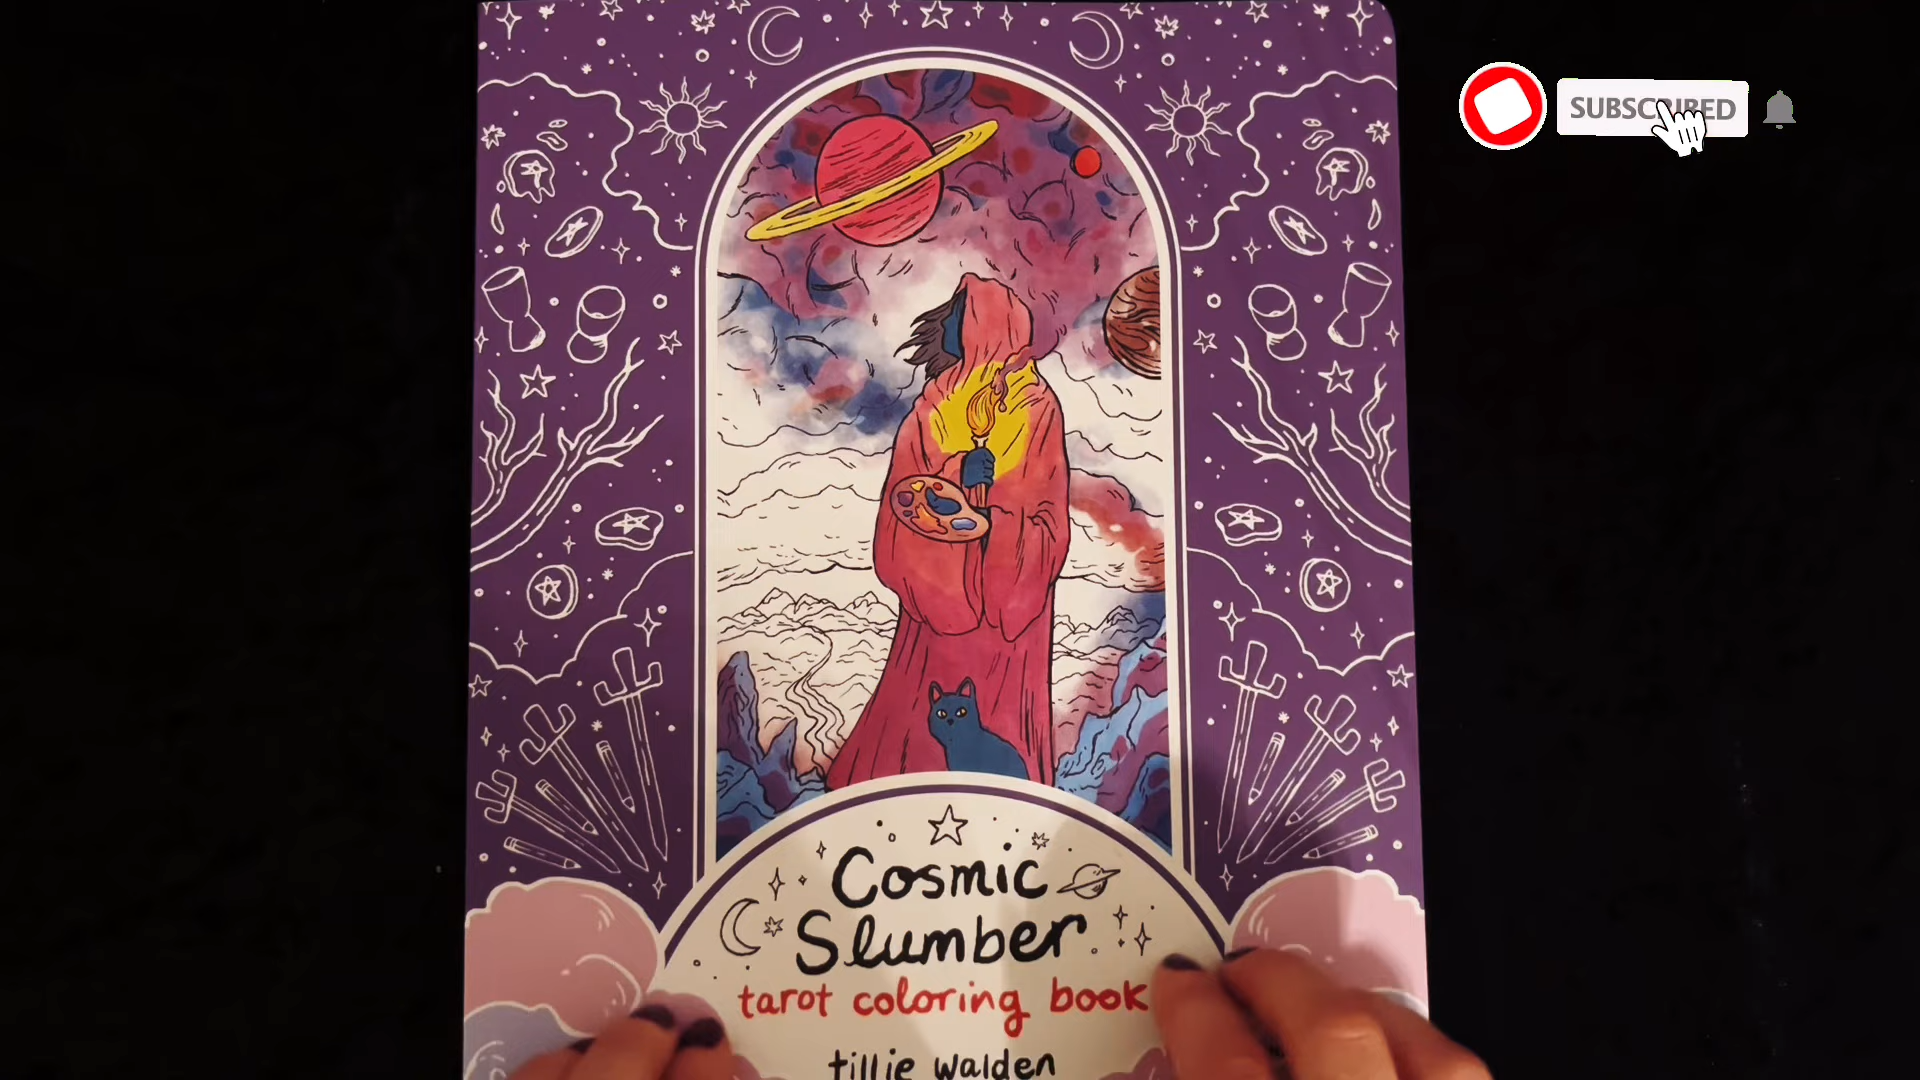 SUBSCRIBED
Cosmic
Slumber
tarot coloring book
tillie walden